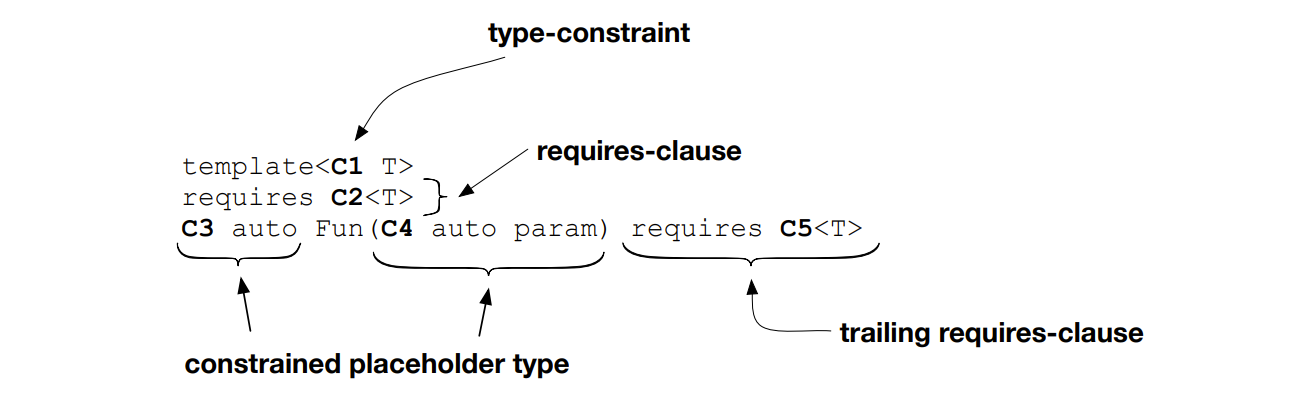 type-constraint
requires-clause
template<C1 T>
requires C2<T>
C3 auto Fun(C4 auto param) requires C5<T>
trailing requires-clause
constrained placeholder type